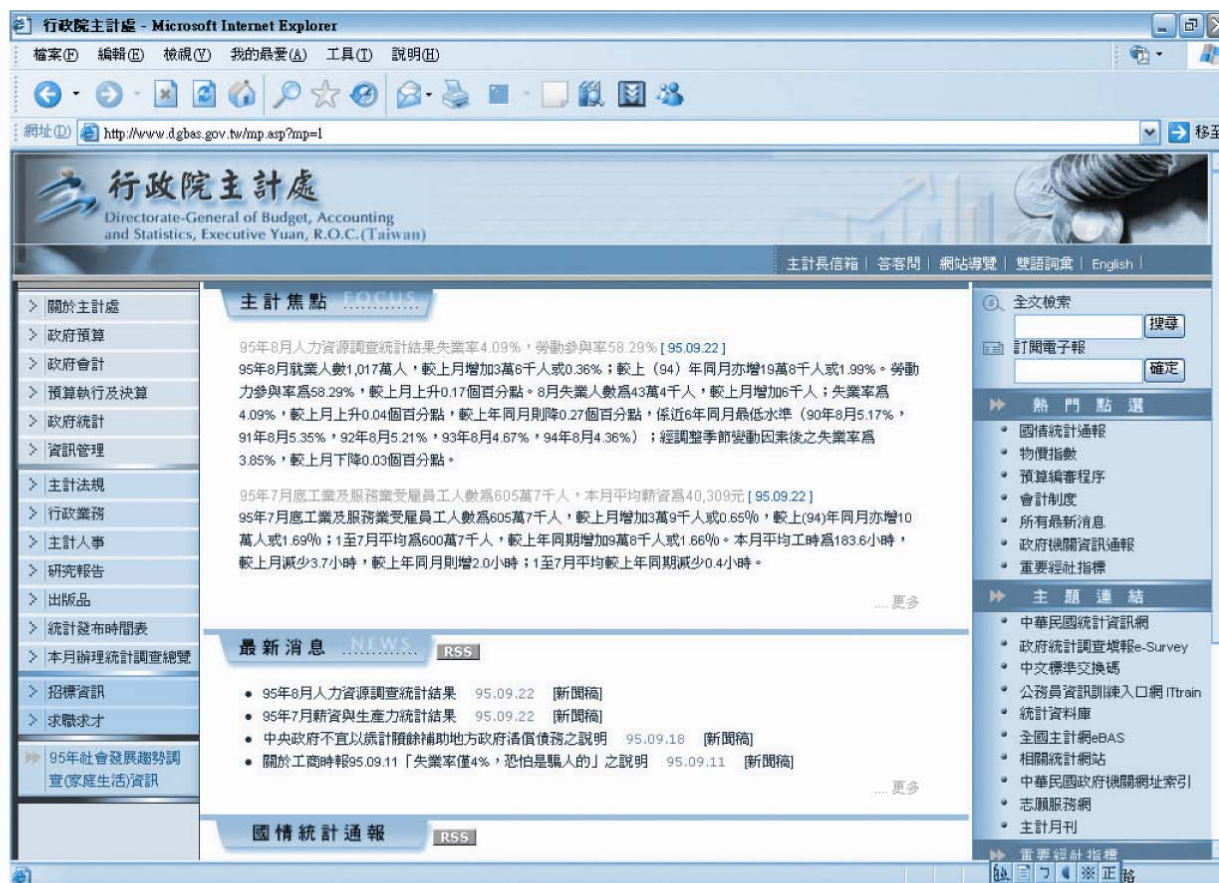 行政院主計處 - Microsoft Internet Explorer
檔案(F) 編輯(E) 檢視(V) 我的最愛(A) 工具(T) 說明(H)
網址(D) http://www.dgbas.gov.tw/mp.asp?mp=1 移至
行政院主計處
Directorate-General of Budget, Accounting
and Statistics, Executive Yuan, R.O.C.(Taiwan)
主計長信箱 | 答客問 | 網站導覽 | 雙語詞彙 | English |
關於主計處
政府預算
政府會計
預算執行及決算
政府統計
資訊管理
主計法規
行政業務
主計人事
研究報告
出版品
統計發布時間表
本月辦理統計調查總覽
招標資訊
求職求才
95年社會發展趨勢調
查(家庭生活)資訊
主計焦點 FOCUS
95年8月人力資源調查統計結果失業率4.09%,勞動參與率58.29% [ 95.09.22 ]
95年8月就業人數1,017萬人,較上月增加3萬6千人或0.36%;較上(94)年同月亦增19萬8千人或1.99%。勞動
力參與率為58.29%,較上月上升0.17個百分點。8月失業人數為43萬4千人,較上月增加6千人;失業率為
4.09%,較上月上升0.04個百分點,較上年同月則降0.27個百分點,係近6年同月最低水準(90年8月5.17%,
91年8月5.35%,92年8月5.21%,93年8月4.67%,94年8月4.36%);經調整季節變動因素後之失業率為
3.85%,較上月下降0.03個百分點。
95年7月底工業及服務業受雇員工人數為605萬7千人,本月平均薪資為40,309元 [ 95.09.22 ]
95年7月底工業及服務業受雇員工人數為605萬7千人,較上月增加3萬9千人或0.65%,較上(94)年同月亦增10
萬人或1.69%;1至7月平均為600萬7千人,較上年同期增加9萬8千人或1.66%。本月平均工時為183.6小時,
較上月減少3.7小時,較上年同月則增2.0小時;1至7月平均較上年同期減少0.4小時。
....更多
最新消息 NEWS RSS
95年8月人力資源調查統計結果 95.09.22 [新聞稿]
95年7月薪資與生產力統計結果 95.09.22 [新聞稿]
中央政府不宜以歲計賸餘補助地方政府清償債務之說明 95.09.18 [新聞稿]
關於工商時報95.09.11「失業率僅4%,恐怕是騙人的」之說明 95.09.11 [新聞稿]
....更多
國情統計通報 RSS
全文檢索
搜尋
訂閱電子報
確定
熱門點選
國情統計通報
物價指數
預算編審程序
會計制度
所有最新消息
政府機關資訊通報
重要經社指標
主題連結
中華民國統計資訊網
政府統計調查填報e-Survey
中文標準交換碼
公務員資訊訓練入口網 ITtrain
統計資料庫
全國主計網eBAS
相關統計網站
中華民國政府機關網址索引
志願服務網
主計月刊
重要經社指標